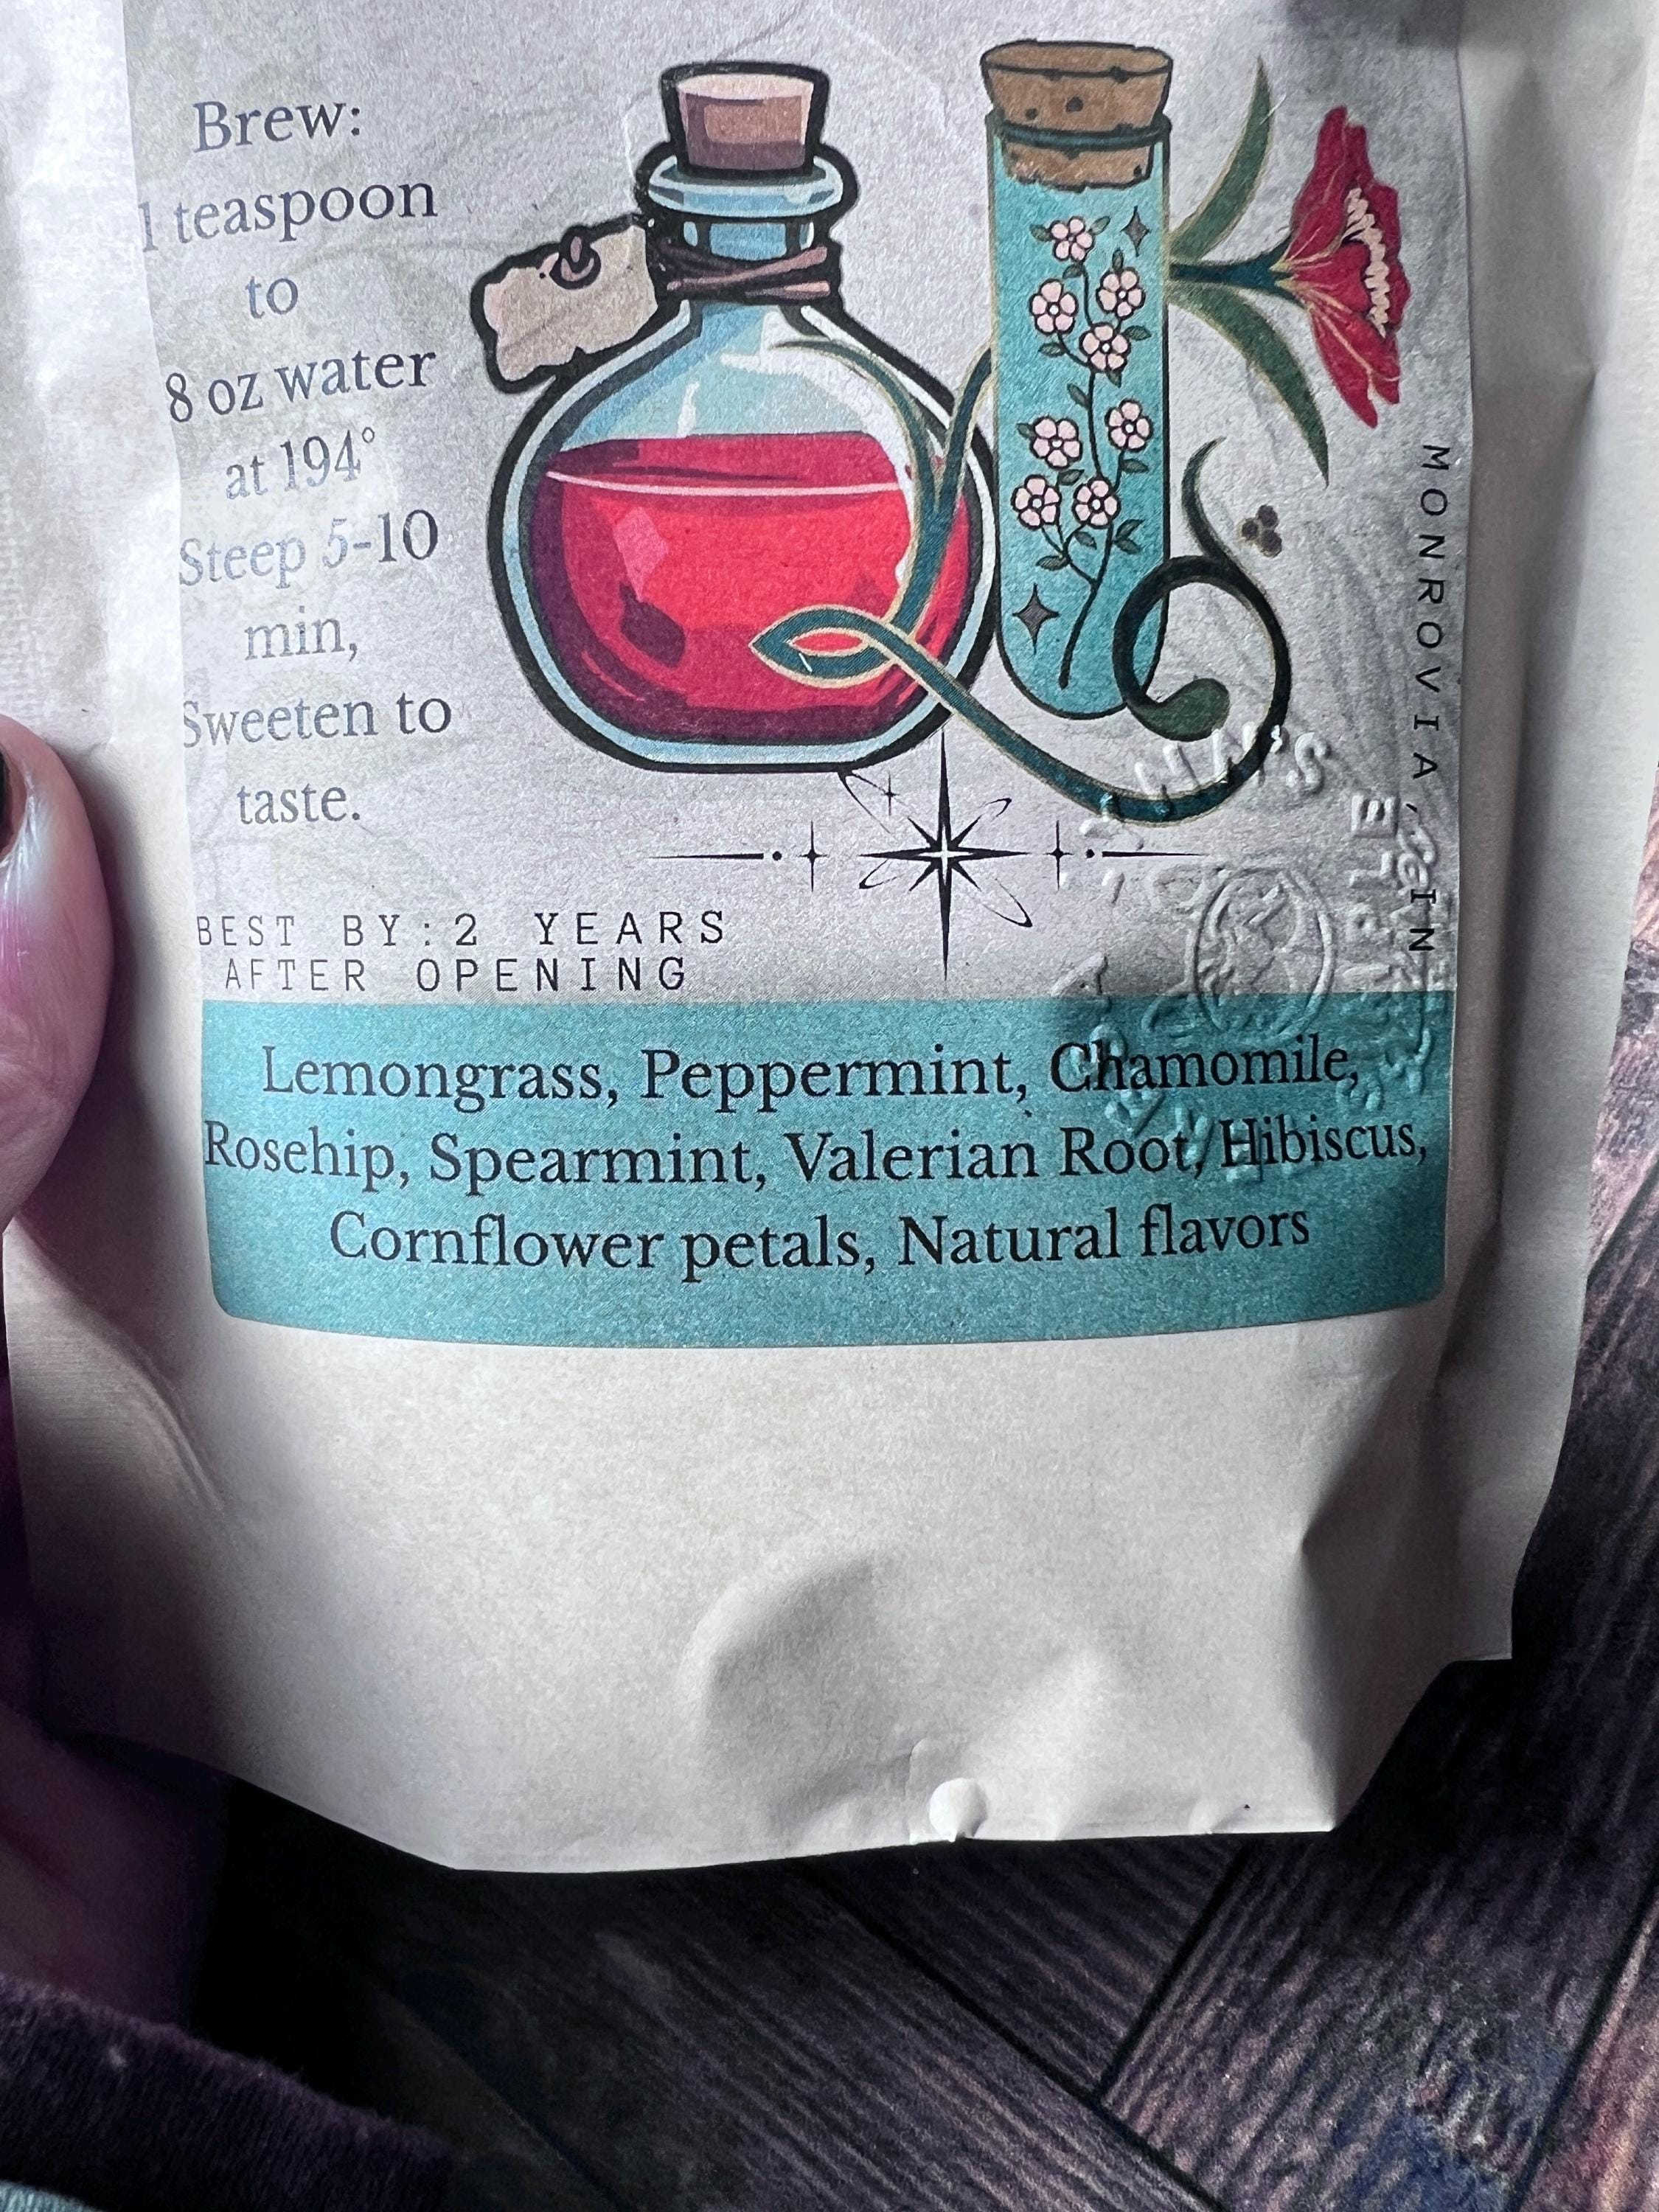 Brew:
1 teaspoon
to
8 oz water
at 194°
Steep 5-10
min,
Sweeten to
taste.
MONROVIA, IN
BEST BY: 2 YEARS
AFTER OPENING
Lemongrass, Peppermint, Chamomile,
Rosehip, Spearmint, Valerian Root, Hibiscus,
Cornflower petals, Natural flavors